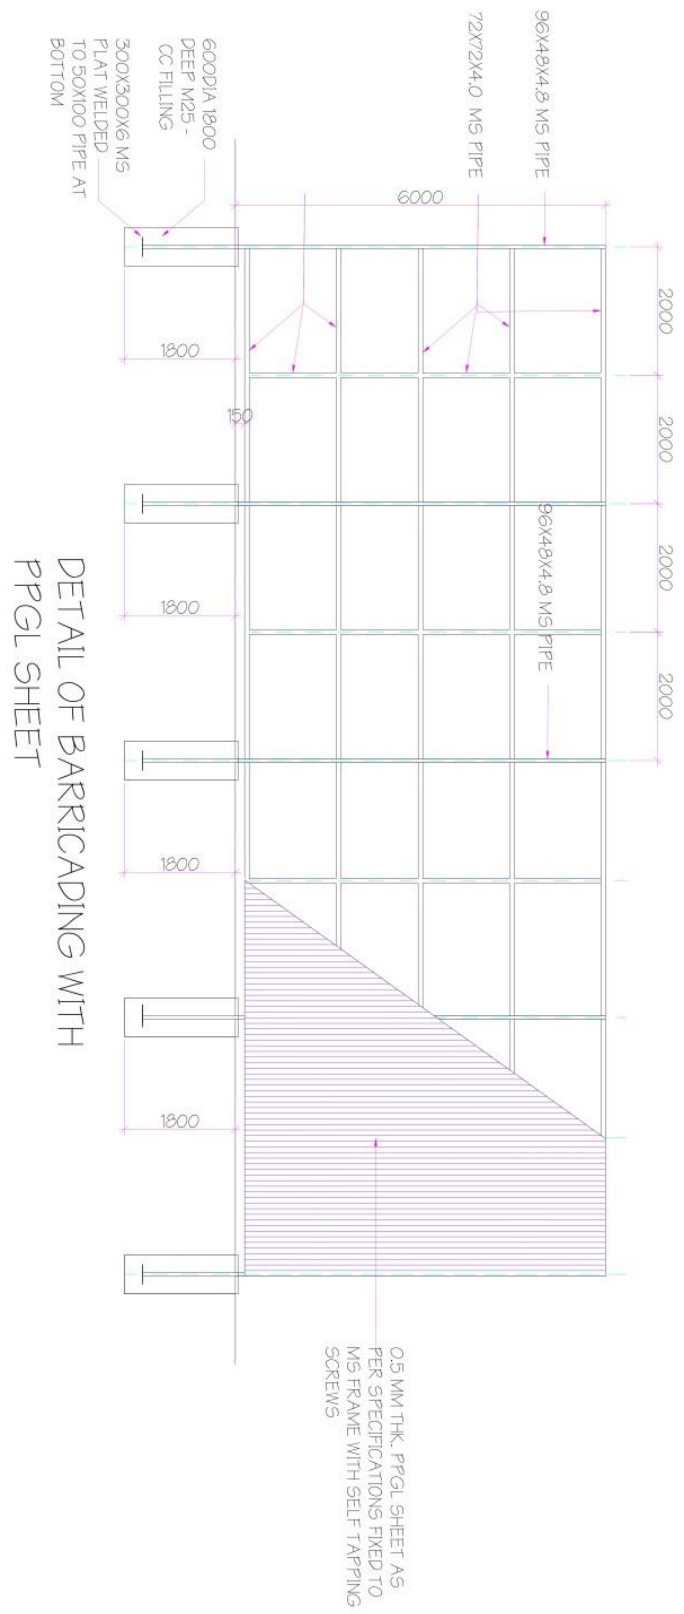 96X48X4.8 MS PIPE
72X72X4.0 MS PIPE
600DIA 1800
DEEP M25 -
CC FILLING
300X300X6 MS
PLAT WELDED
TO 50X100 PIPE AT
BOTTOM
6000
2000
2000
2000
2000
96X48X4.8 MS PIPE
1800
150
1800
1800
1800
0.5 MM THK. PPGL SHEET AS
PER SPECIFICATIONS FIXED TO
MS FRAME WITH SELF TAPPING
SCREWS
DETAIL OF BARRICADING WITH
PPGL SHEET